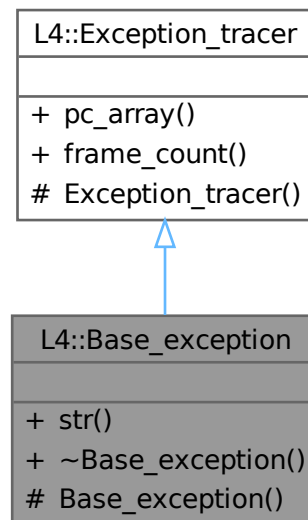 L4::Exception_tracer
+ pc_array()
+ frame_count()
# Exception_tracer()
L4::Base_exception
+ str()
+ ~Base_exception()
# Base_exception()